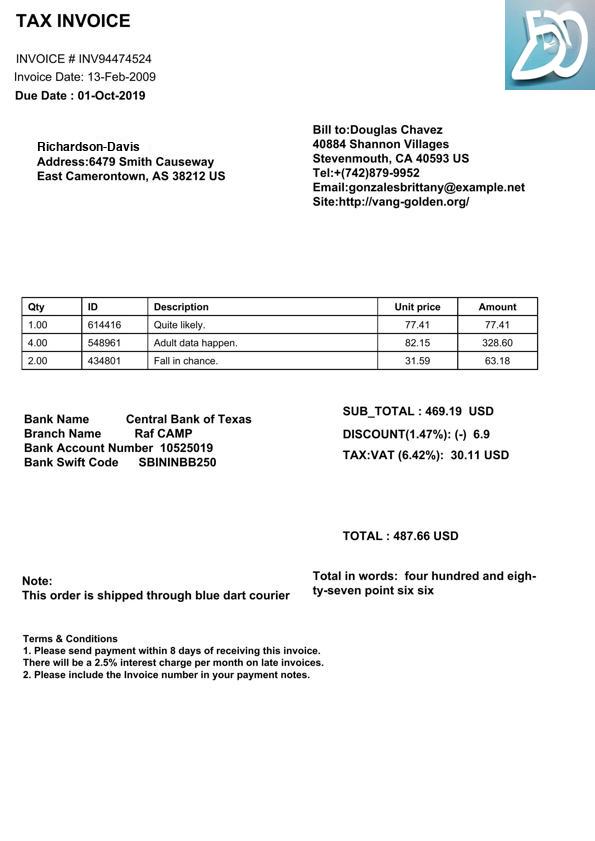 TAX INVOICE
INVOICE # INV94474524
Invoice Date: 13-Feb-2009
Due Date : 01-Oct-2019
Richardson-Davis
Address:6479 Smith Causeway
East Camerontown, AS 38212 US
Bill to:Douglas Chavez
40884 Shannon Villages
Stevenmouth, CA 40593 US
Tel:+(742)879-9952
Email:gonzalesbrittany@example.net
Site:http://vang-golden.org/
Qty ID Description Unit price Amount
1.00 614416 Quite likely. 77.41 77.41
4.00 548961 Adult data happen. 82.15 328.60
2.00 434801 Fall in chance. 31.59 63.18
Bank Name Central Bank of Texas
Branch Name Raf CAMP
Bank Account Number 10525019
Bank Swift Code SBININBB250
SUB_TOTAL : 469.19 USD
DISCOUNT(1.47%): (-) 6.9
TAX:VAT (6.42%): 30.11 USD
TOTAL : 487.66 USD
Total in words: four hundred and eigh-
ty-seven point six six
Note:
This order is shipped through blue dart courier
Terms & Conditions
1. Please send payment within 8 days of receiving this invoice.
There will be a 2.5% interest charge per month on late invoices.
2. Please include the Invoice number in your payment notes.